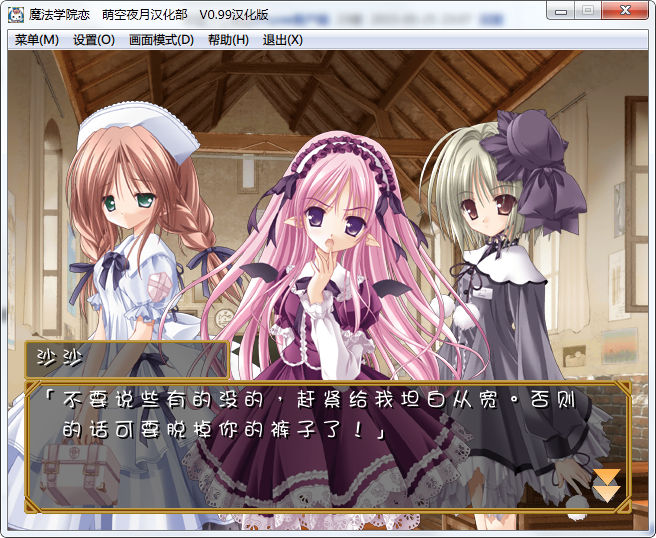 魔法学院恋 萌空夜月汉化部 V0.99汉化版
菜单(M) 设置(O) 画面模式(D) 帮助(H) 退出(X)
沙沙
「不要说些有的没的，赶紧给我坦白从宽。否则
的话可要脱掉你的裤子了！」